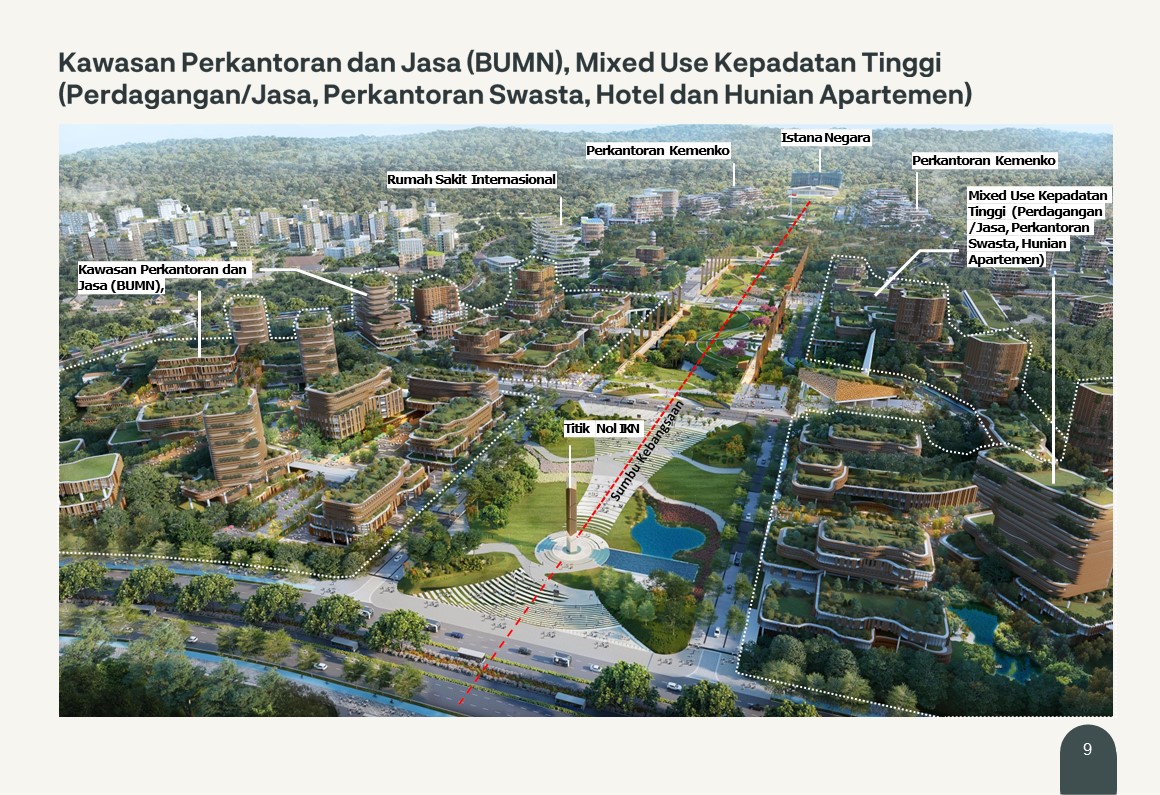 Kawasan Perkantoran dan Jasa (BUMN), Mixed Use Kepadatan Tinggi
(Perdagangan/Jasa, Perkantoran Swasta, Hotel dan Hunian Apartemen)
Istana Negara
Perkantoran Kemenko
Perkantoran Kemenko
Rumah Sakit Internasional
Mixed Use Kepadatan
Tinggi (Perdagangan
/Jasa, Perkantoran
Swasta, Hunian
Apartemen)
Kawasan Perkantoran dan
Jasa (BUMN),
Titik Nol IKN
Sumbu Kebangsaan
9